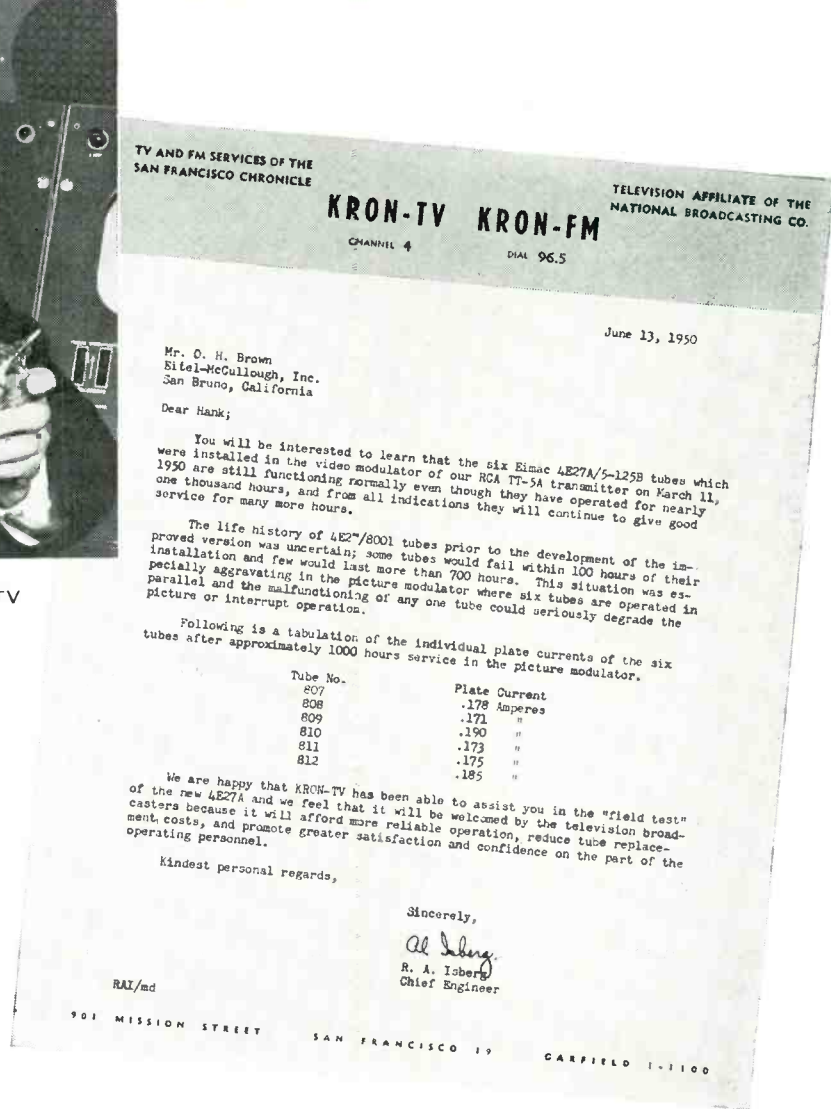 TV AND FM SERVICES OF THE
SAN FRANCISCO CHRONICLE
KRON-TV KRON-FM
CHANNEL 4 DIAL 96.5
TELEVISION AFFILIATE OF THE
NATIONAL BROADCASTING CO.
June 13, 1950
Mr. O. H. Brown
Eitel-McCullough, Inc.
San Bruno, California
Dear Hank;
You will be interested to learn that the six Eimac 4E27A/5-125B tubes which
were installed in the video modulator of our RCA TT-5A transmitter on March 11,
1950 are still functioning normally even though they have operated for nearly
one thousand hours, and from all indications they will continue to give good
service for many more hours.
The life history of 4E27/8001 tubes prior to the development of the im-
proved version was uncertain; some tubes would fail within 100 hours of their
installation and few would last more than 700 hours. This situation was es-
pecially aggravating in the picture modulator where six tubes are operated in
parallel and the malfunctioning of any one tube could seriously degrade the
picture or interrupt operation.
Following is a tabulation of the individual plate currents of the six
tubes after approximately 1000 hours service in the picture modulator.
Tube No. Plate Current
807 .178 Amperes
808 .171 "
809 .190 "
810 .173 "
811 .175 "
812 .185 "
We are happy that KRON-TV has been able to assist you in the "field test"
of the new 4E27A and we feel that it will be welcomed by the television broad-
casters because it will afford more reliable operation, reduce tube replace-
ment costs, and promote greater satisfaction and confidence on the part of the
operating personnel.
Kindest personal regards,
Sincerely,
Al Isberg
R. A. Isberg
Chief Engineer
RAI/md
901 MISSION STREET SAN FRANCISCO 19 GARFIELD 1-1100
TV